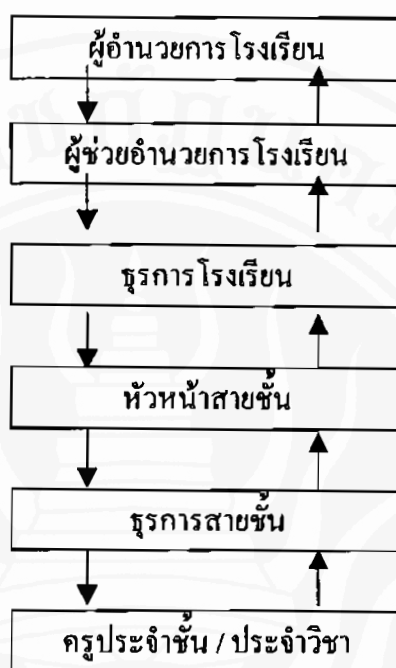 ผู้อำนวยการโรงเรียน
ผู้ช่วยอำนวยการโรงเรียน
ธุรการโรงเรียน
หัวหน้าสายชั้น
ธุรการสายชั้น
ครูประจำชั้น / ประจำวิชา